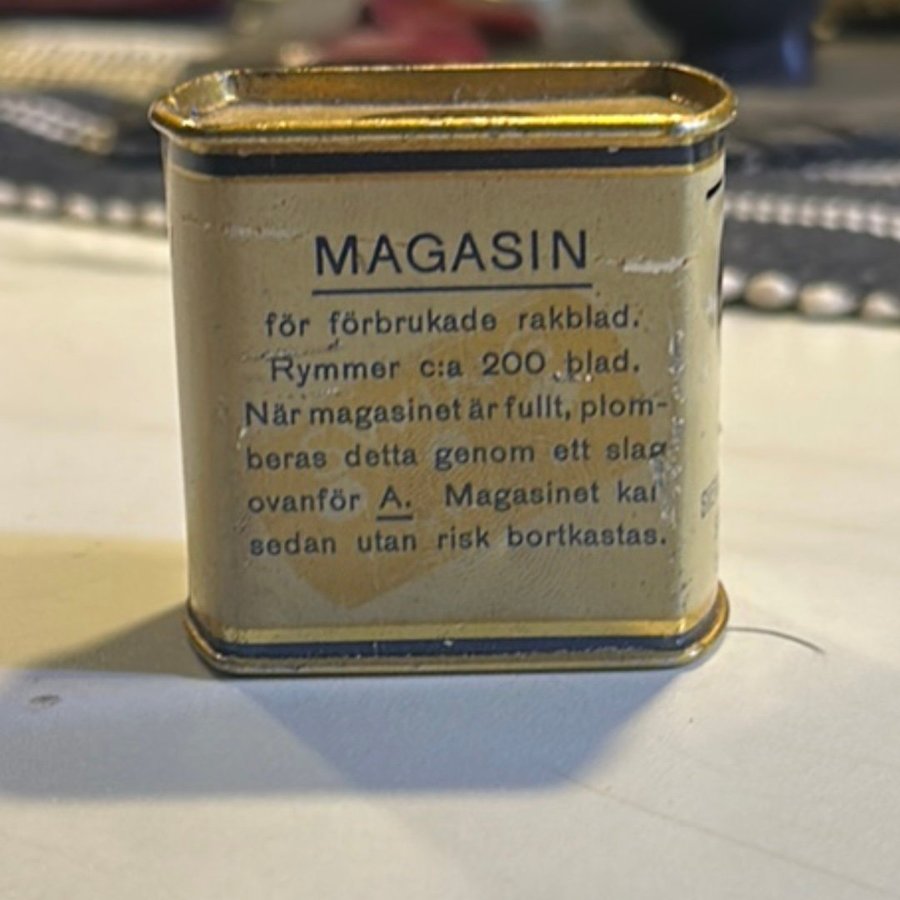 MAGASIN
för förbrukade rakblad.
Rymmer c:a 200 blad.
När magasinet är fullt, plom-
beras detta genom ett slag
ovanför A. Magasinet kan
sedan utan risk bortkastas.